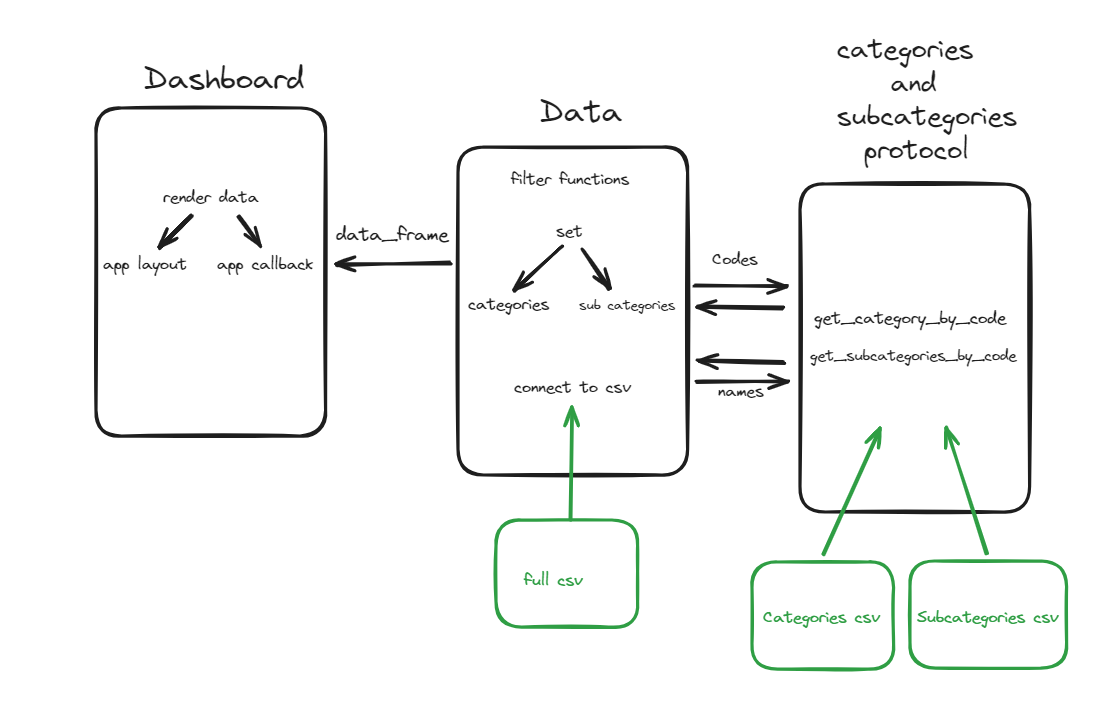 Dashboard
render data
app layout
app callback
data_frame
Data
filter functions
set
categories
sub categories
connect to csv
full csv
Codes
names
categories
and
subcategories
protocol
get_category_by_code
get_subcategories_by_code
Categories csv
Subcategories csv